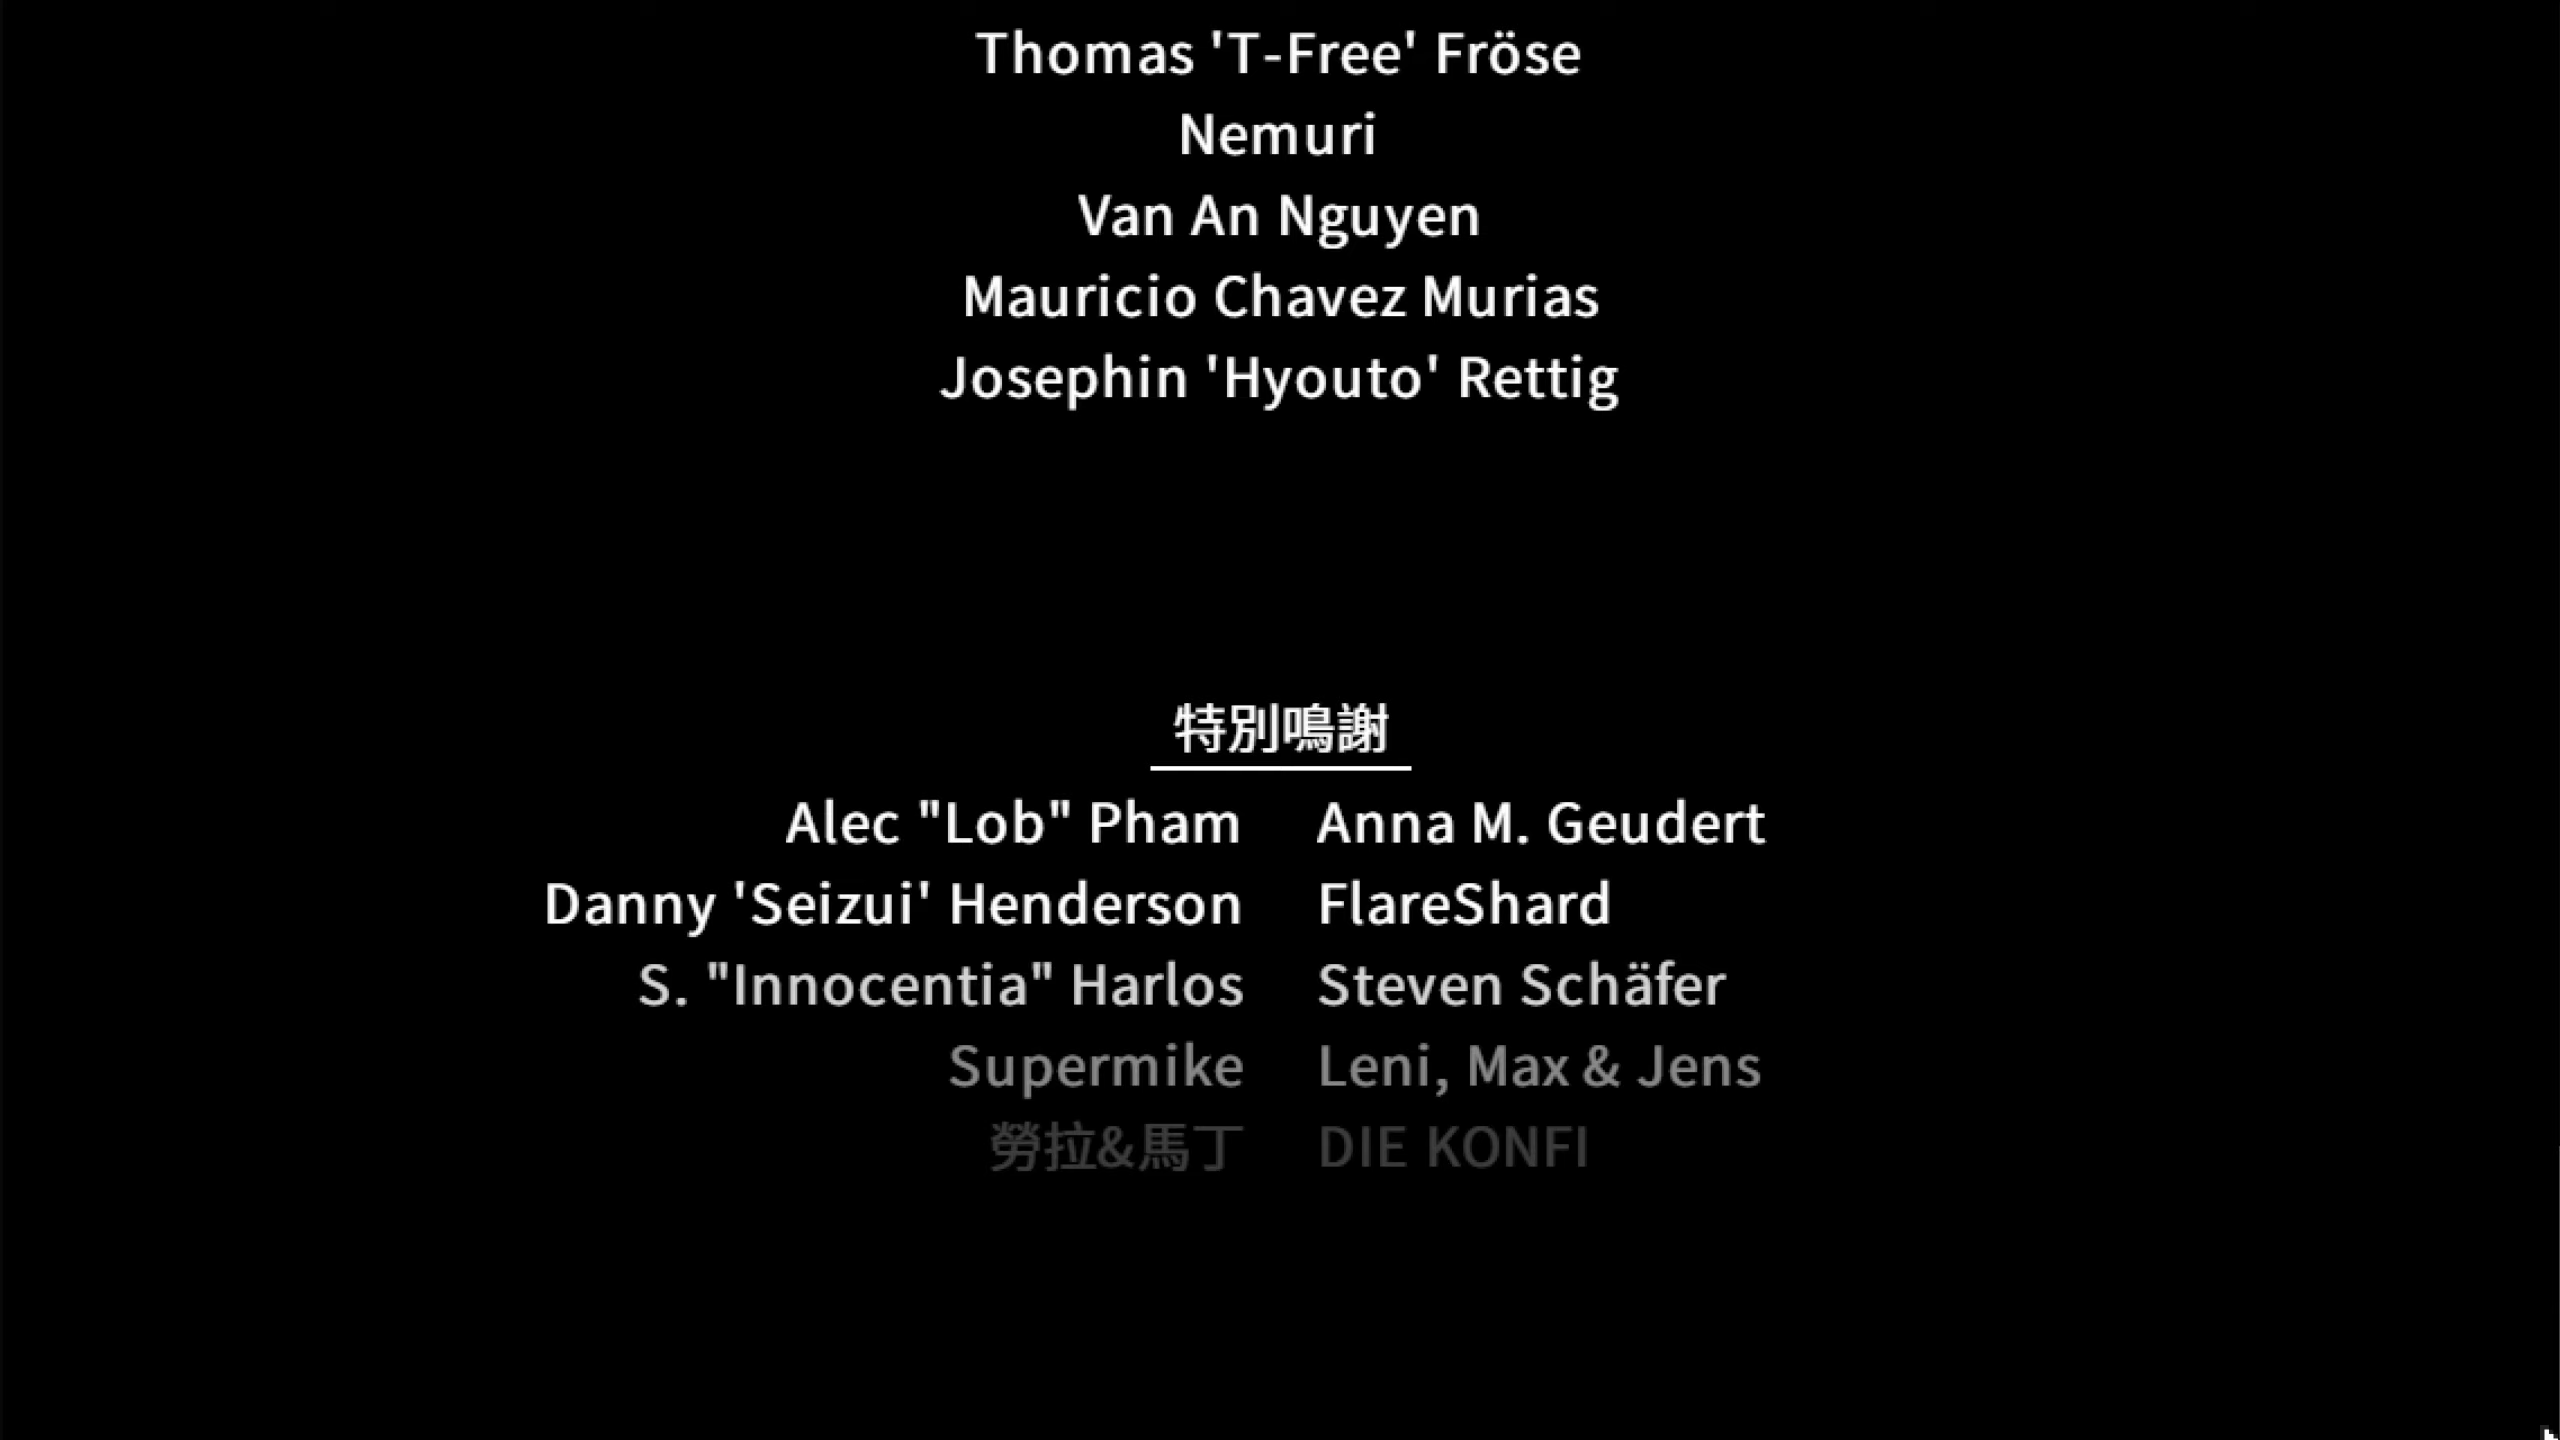 Thomas 'T-Free' Fröse
Nemuri
Van An Nguyen
Mauricio Chavez Murias
Josephin 'Hyouto' Rettig
特別鳴謝
Alec "Lob" Pham Anna M. Geudert
Danny 'Seizui' Henderson FlareShard
S. "Innocentia" Harlos Steven Schäfer
Supermike Leni, Max & Jens
勞拉&馬丁 DIE KONFI